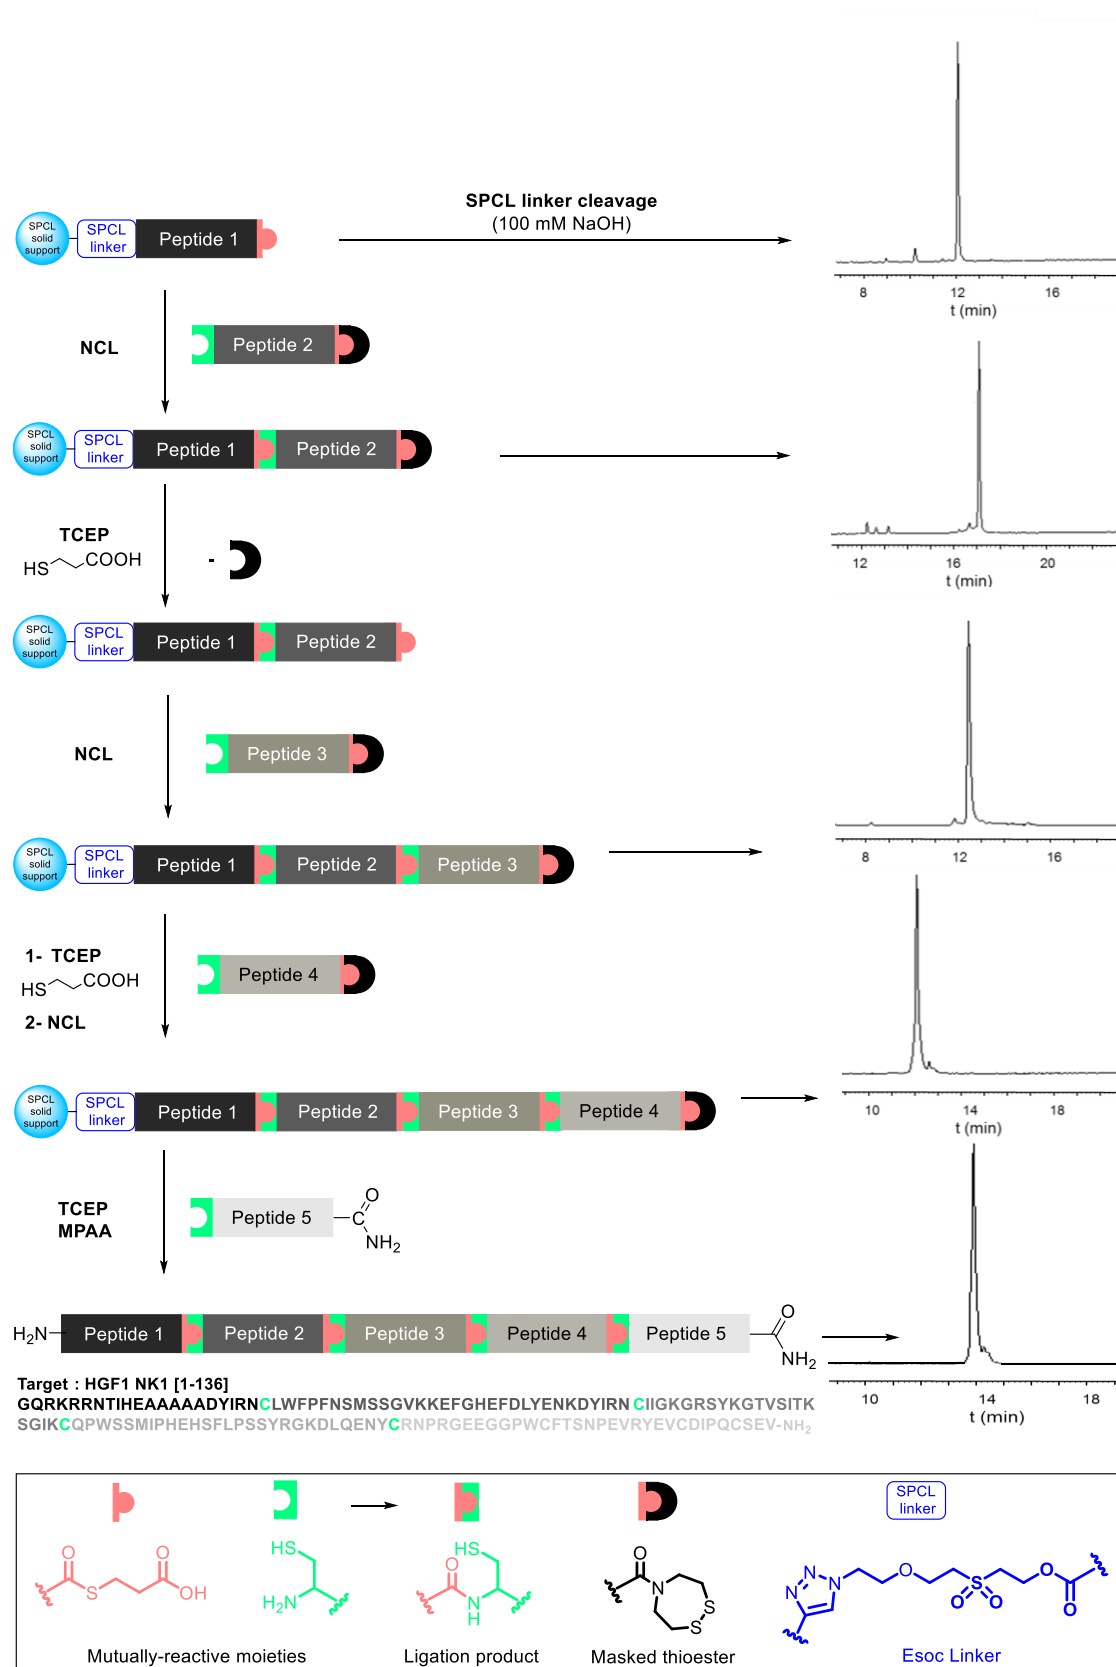 SPCL linker cleavage
(100 mM NaOH)
SPCL solid support
SPCL linker
Peptide 1
8 12 16
t (min)
NCL
Peptide 2
SPCL solid support
SPCL linker
Peptide 1
Peptide 2
12 16 20
t (min)
TCEP
HS COOH
-
SPCL solid support
SPCL linker
Peptide 1
Peptide 2
NCL
Peptide 3
8 12 16
t (min)
SPCL solid support
SPCL linker
Peptide 1
Peptide 2
Peptide 3
1- TCEP
HS COOH
2- NCL
Peptide 4
10 14 18
t (min)
SPCL solid support
SPCL linker
Peptide 1
Peptide 2
Peptide 3
Peptide 4
TCEP
MPAA
Peptide 5
O
C
NH2
H2N
Peptide 1
Peptide 2
Peptide 3
Peptide 4
Peptide 5
O
NH2
10 14 18
t (min)
Target : HGF1 NK1 [1-136]
GQRKRRNTIHEAAAAADYIRNCLWFPFNSMSSGVKKEFGHEFDLYENKDYIRNCIIGKGRSYKGTVSITK
SGIKCQPWSSMIPHEHSFLPSSYRGKDLQENYCRNPRGEEGGPWCFTSNPEVRYEVCDIPQCSEV-NH2
SPCL linker
O O
S OH
HS
H2N
O HS
N
H
O
N
S
S
N N N O S O O O O
Mutually-reactive moieties
Ligation product
Masked thioester
Esoc Linker